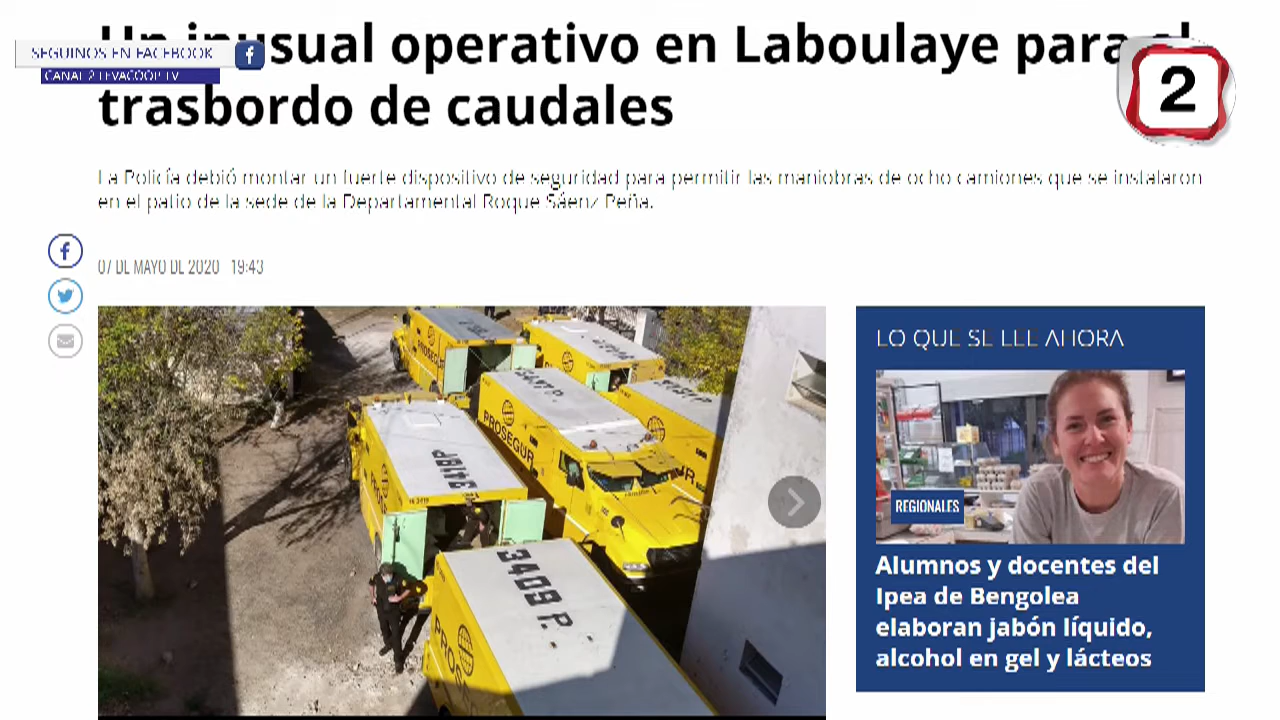 Un inusual operativo en Laboulaye para el
trasbordo de caudales
SEGUINOS EN FACEBOOK
CANAL 2 LEVACOOP TV
2
La Policía debió montar un fuerte dispositivo de seguridad para permitir las maniobras de ocho camiones que se instalaron
en el patio de la sede de la Departamental Roque Sáenz Peña.
07 DE MAYO DE 2020 19:43
PROSEGUR
PROSEGUR
3409 P.
LO QUE SE LEE AHORA
REGIONALES
Alumnos y docentes del
Ipea de Bengolea
elaboran jabón líquido,
alcohol en gel y lácteos